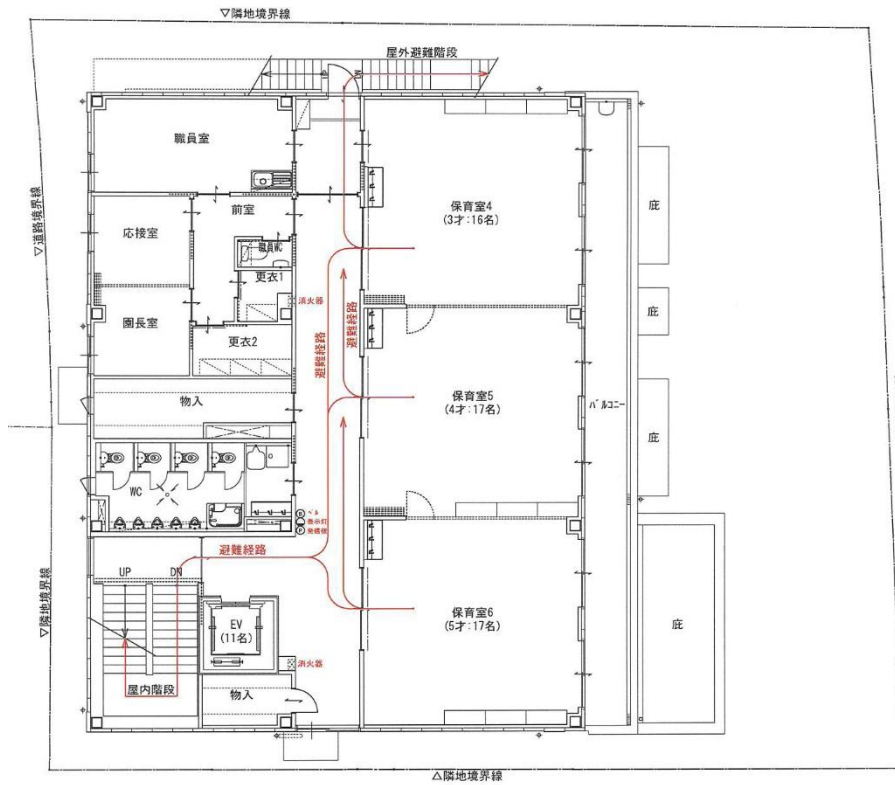 ▽隣地境界線
屋外避難階段
UP
DN
職員室
保育室4
(3才:16名)
庇
▽道路境界線
応接室
前室
職員WC
更衣1
消火器
園長室
更衣2
避難経路
避難経路
庇
物入
保育室5
(4才:17名)
バルコニー
庇
WC
B ベル
L 表示灯
P 発信機
避難経路
UP
DN
▽隣地境界線
EV
(11名)
保育室6
(5才:17名)
庇
消火器
屋内階段
物入
△隣地境界線